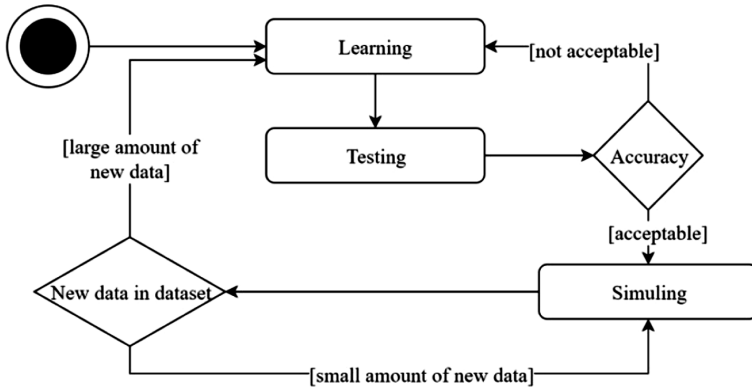 Learning
[not acceptable]
[large amount of
new data]
Testing
Accuracy
[acceptable]
New data in dataset
Simuling
[small amount of new data]